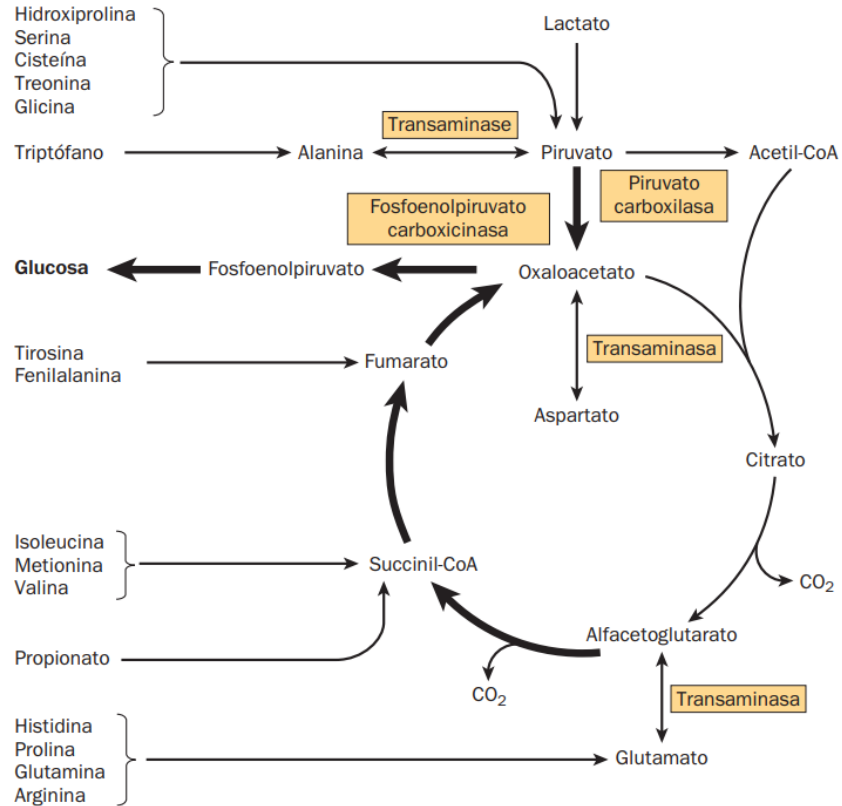 Hidroxiprolina
Serina
Cisteína
Treonina
Glicina
Lactato
Triptófano
Alanina
Transaminase
Piruvato
Acetil-CoA
Fosfoenolpiruvato
carboxicinasa
Piruvato
carboxilasa
Glucosa
Fosfoenolpiruvato
Oxaloacetato
Tirosina
Fenilalanina
Fumarato
Transaminasa
Aspartato
Citrato
Isoleucina
Metionina
Valina
Succinil-CoA
CO₂
Propionato
Alfacetoglutarato
CO₂
Transaminasa
Histidina
Prolina
Glutamina
Arginina
Glutamato